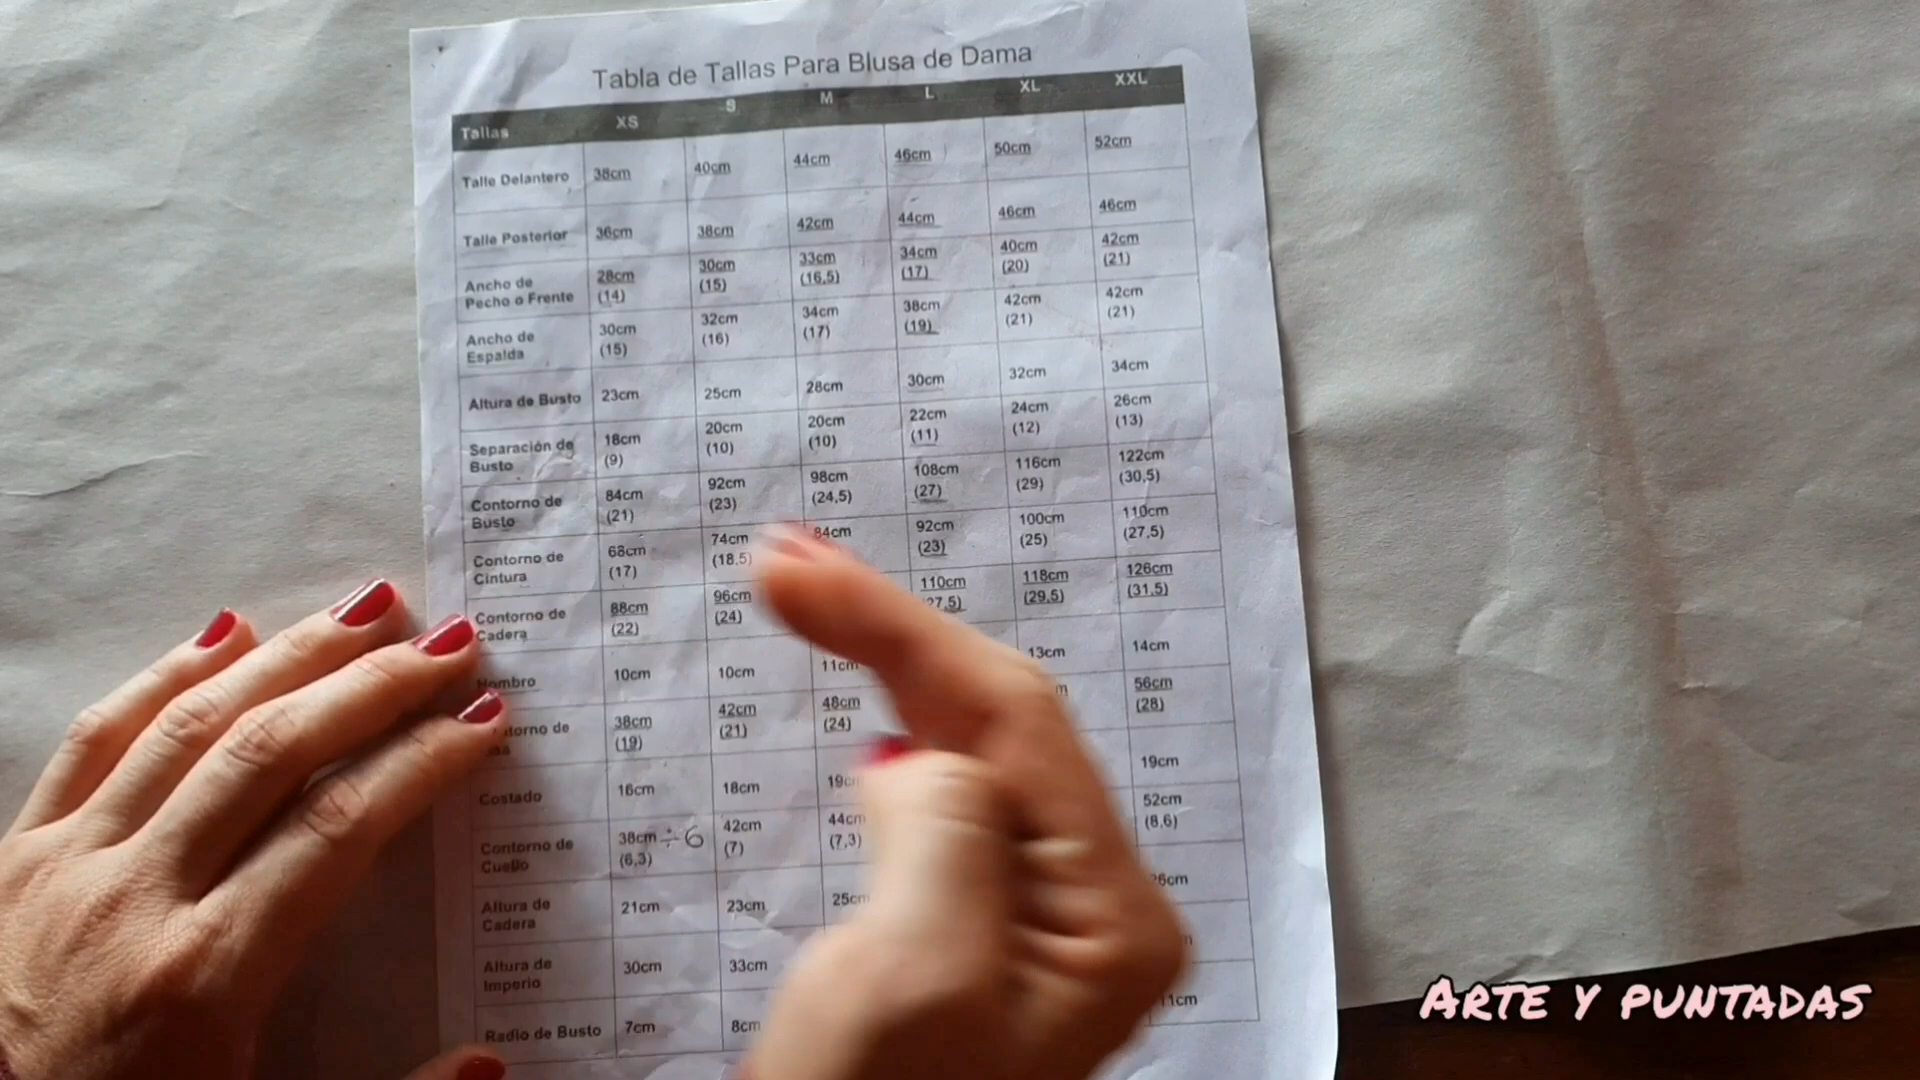 Tabla de Tallas Para Blusa de Dama
Tallas XS S M L XL XXL
Talle Delantero 38cm 40cm 44cm 46cm 50cm 52cm
Talle Posterior 36cm 38cm 42cm 44cm 46cm 46cm
Ancho de Pecho o Frente 28cm (14) 30cm (15) 33cm (16,5) 34cm (17) 40cm (20) 42cm (21)
Ancho de Espalda 30cm (15) 32cm (16) 34cm (17) 38cm (19) 42cm (21) 42cm (21)
Altura de Busto 23cm 25cm 28cm 30cm 32cm 34cm
Separación de Busto 18cm (9) 20cm (10) 20cm (10) 22cm (11) 24cm (12) 26cm (13)
Contorno de Busto 84cm (21) 92cm (23) 98cm (24,5) 108cm (27) 116cm (29) 122cm (30,5)
Contorno de Cintura 68cm (17) 74cm (18,5) 84cm 92cm (23) 100cm (25) 110cm (27,5)
Contorno de Cadera 88cm (22) 96cm (24) 110cm 27,5) 118cm (29,5) 126cm (31,5)
Hombro 10cm 10cm 11cm 13cm 14cm
de 38cm (19) 42cm (21) 48cm (24) 56cm (28)
Costado 16cm 18cm 19cm 19cm
Contorno de Cuello 38cm ÷ 6 (6,3) 42cm (7) 44cm (7,3) 52cm (8,6)
Altura de Cadera 21cm 23cm 25cm 26cm
Altura de Imperio 30cm 33cm
Radio de Busto 7cm 8cm 11cm
ARTE Y PUNTADAS